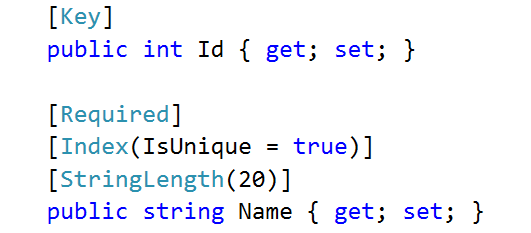 [Key]
public int Id { get; set; }
[Required]
[Index(IsUnique = true)]
[StringLength(20)]
public string Name { get; set; }